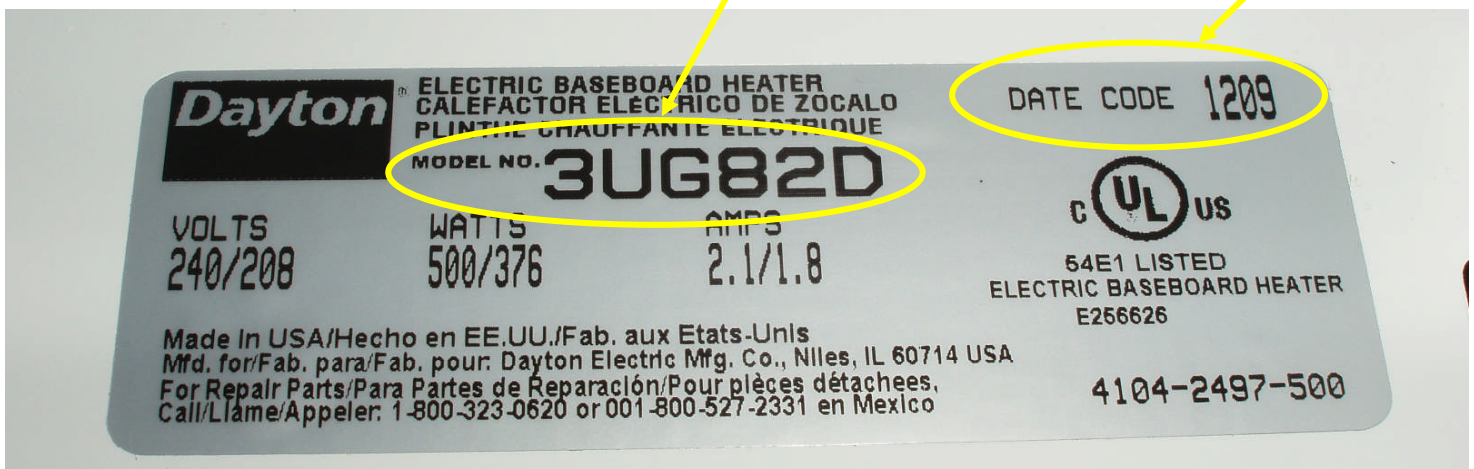 Dayton®
ELECTRIC BASEBOARD HEATER
CALEFACTOR ELÉCTRICO DE ZOCALO
PLINTHE CHAUFFANTE ELECTRIQUE
MODEL NO. 3UG82D
DATE CODE 1209
VOLTS WATTS AMPS
240/208 500/376 2.1/1.8
C UL US
54E1 LISTED
ELECTRIC BASEBOARD HEATER
E256626
Made in USA/Hecho en EE.UU./Fab. aux Etats-Unis
Mfd. for/Fab. para/Fab. pour: Dayton Electric Mfg. Co., Niles, IL 60714 USA
For Repair Parts/Para Partes de Reparación/Pour pièces détachees,
Call/Llame/Appeler: 1-800-323-0620 or 001-800-527-2331 en Mexico
4104-2497-500